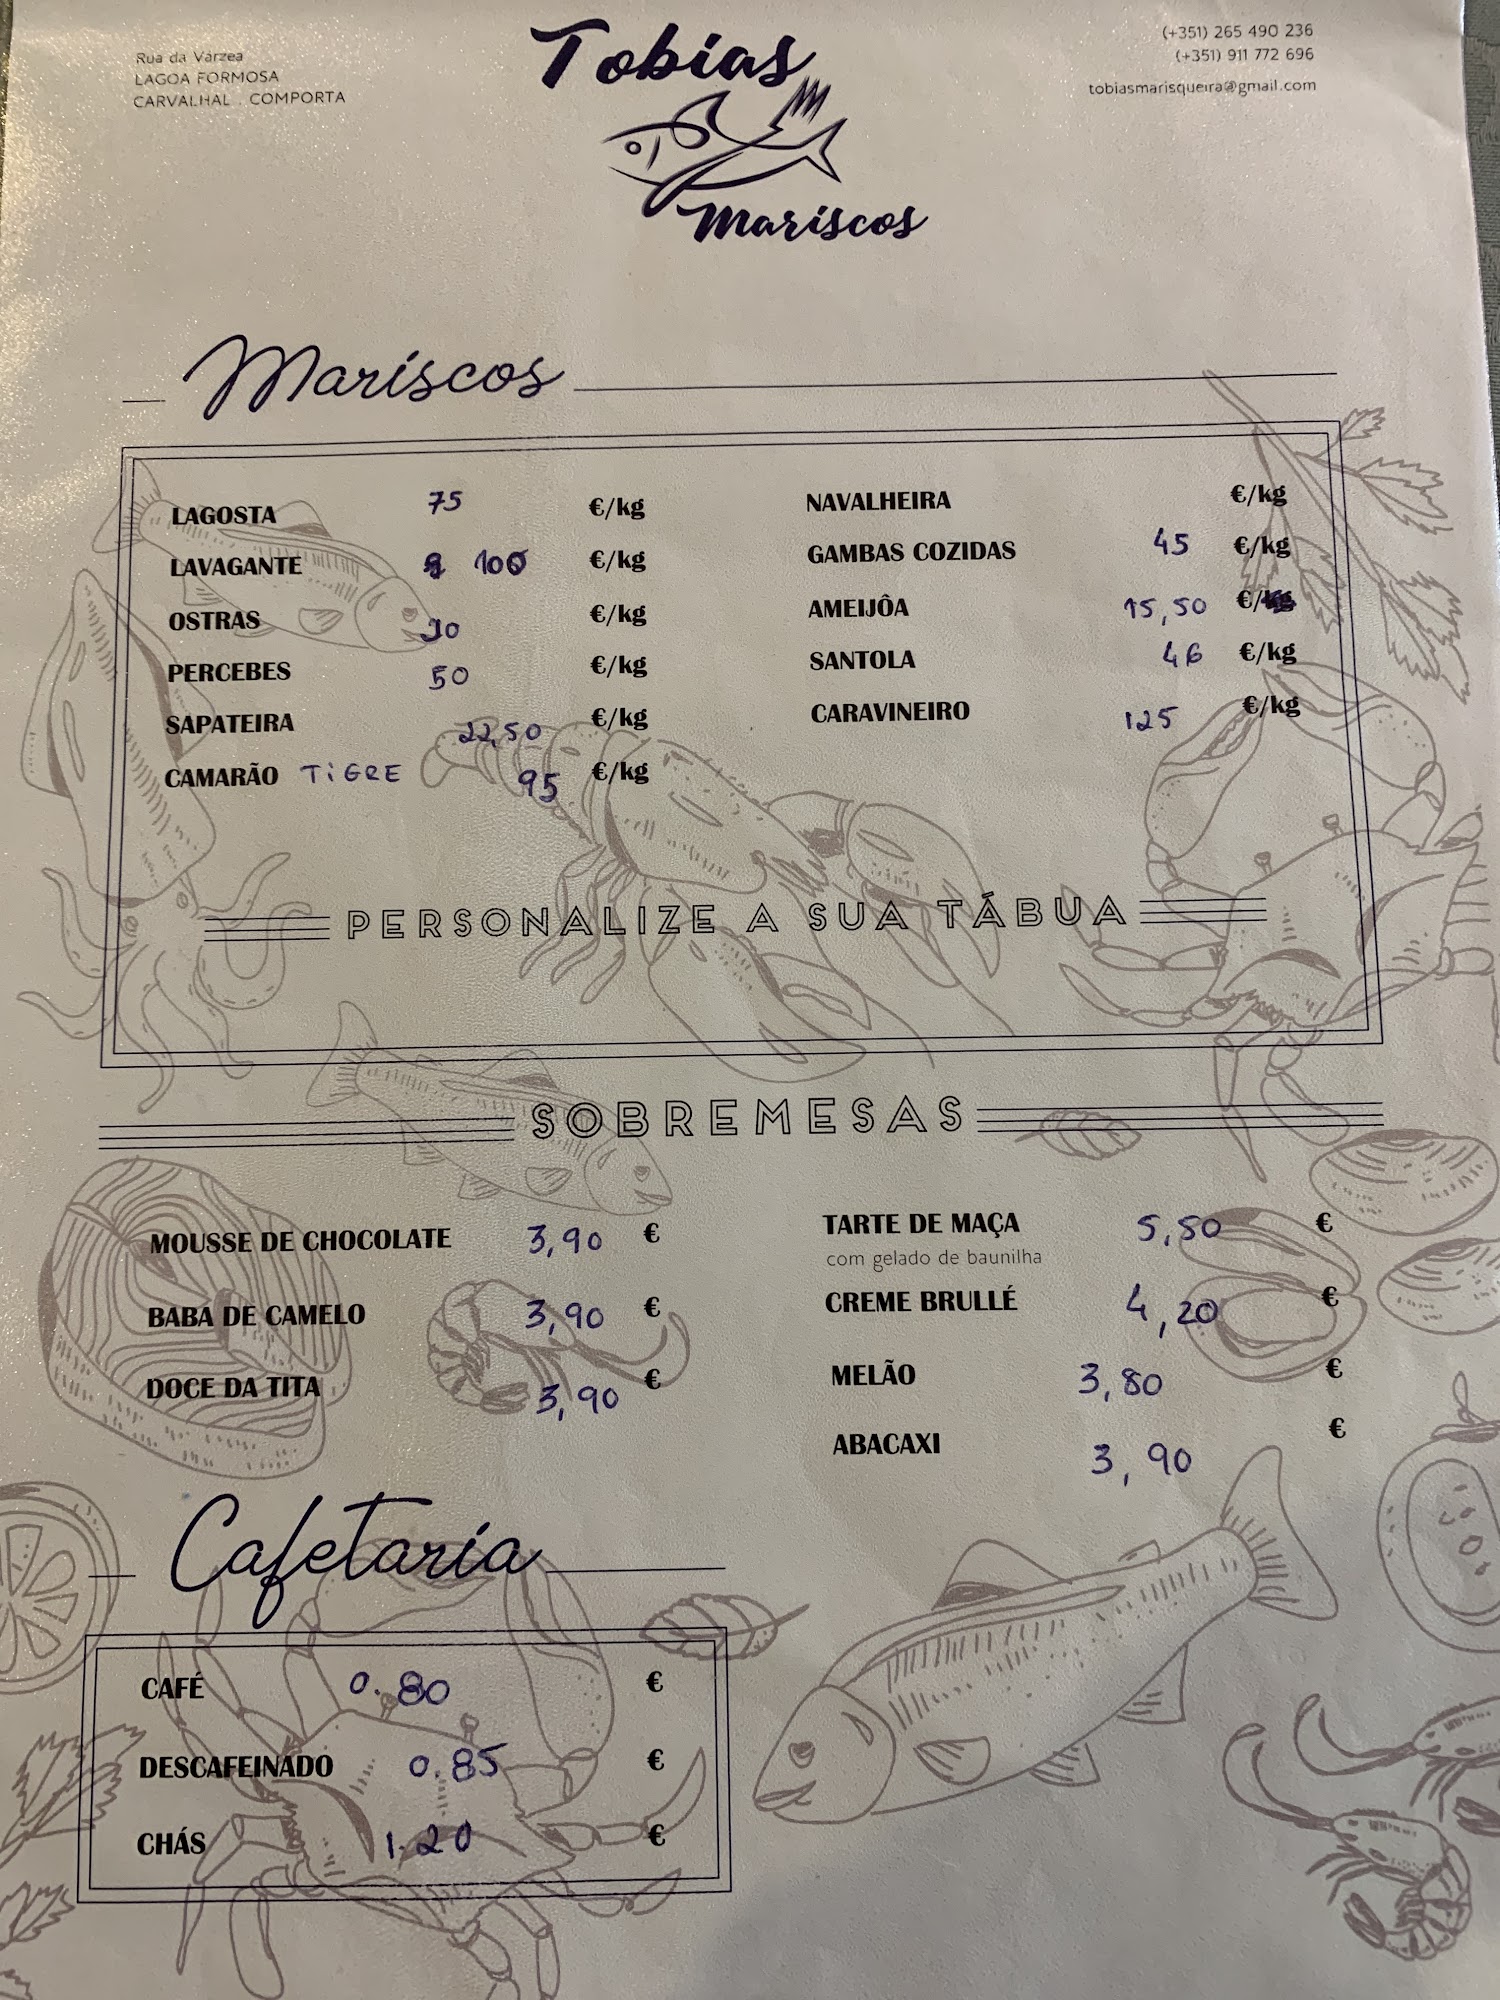 Rua da Várzea
LAGOA FORMOSA
CARVALHAL . COMPORTA
Tobias
Mariscos
(+351) 265 490 236
(+351) 911 772 696
tobiasmarisqueira@gmail.com
Mariscos
LAGOSTA 75 €/kg
LAVAGANTE 100 €/kg
OSTRAS €/kg
PERCEBES 50 €/kg
SAPATEIRA 22,50 €/kg
CAMARÃO TIGRE 95 €/kg
NAVALHEIRA €/kg
GAMBAS COZIDAS 45 €/kg
AMEIJÔA 15,50 €/kg
SANTOLA 46 €/kg
CARAVINEIRO 125 €/kg
PERSONALIZE A SUA TÁBUA
SOBREMESAS
MOUSSE DE CHOCOLATE 3,90 €
BABA DE CAMELO 3,90 €
DOCE DA TITA 3,90 €
TARTE DE MAÇA 5,50 €
com gelado de baunilha
CREME BRULLÉ 4,20 €
MELÃO 3,80 €
ABACAXI 3,90 €
Cafetaria
CAFÉ 0.80 €
DESCAFEINADO 0.85 €
CHÁS 1.20 €